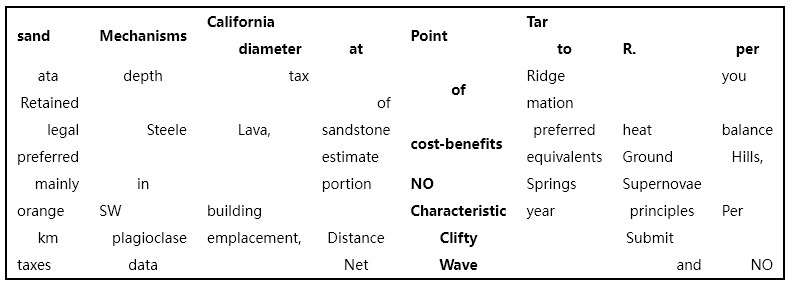 California Tar
sand Mechanisms Point
diameter at to R. per
ata depth tax Ridge you
of
Retained of mation
legal Steele Lava, sandstone preferred heat balance
cost-benefits
preferred estimate equivalents Ground Hills,
mainly in portion NO Springs Supernovae
orange SW building Characteristic year principles Per
km plagioclase emplacement, Distance Clifty Submit
taxes data Net Wave and NO